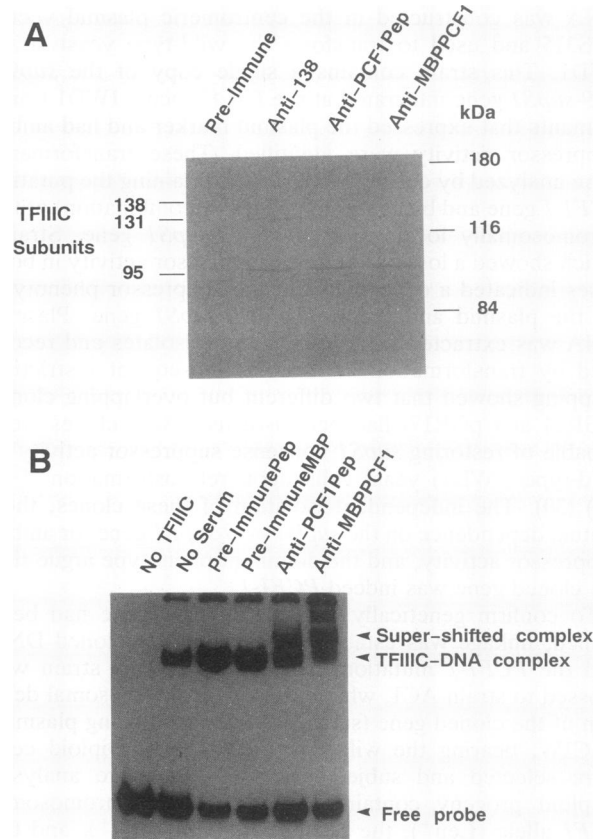 A
Pre-Immune
Anti-138
Anti-PCF1Pep
Anti-MBPPCF1
kDa
180
138
TFIIIC
131
116
Subunits
95
84
B
No TFIIIC
No Serum
Pre-ImmunePep
Pre-ImmuneMBP
Anti-PCF1Pep
Anti-MBPPCF1
Super-shifted complex
TFIIIC-DNA complex
Free probe